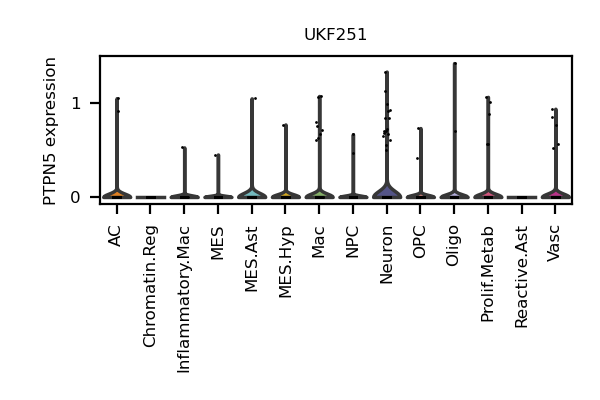 UKF251
PTPN5 expression
1
0
AC
Chromatin.Reg
Inflammatory.Mac
MES
MES.Ast
MES.Hyp
Mac
NPC
Neuron
OPC
Oligo
Prolif.Metab
Reactive.Ast
Vasc